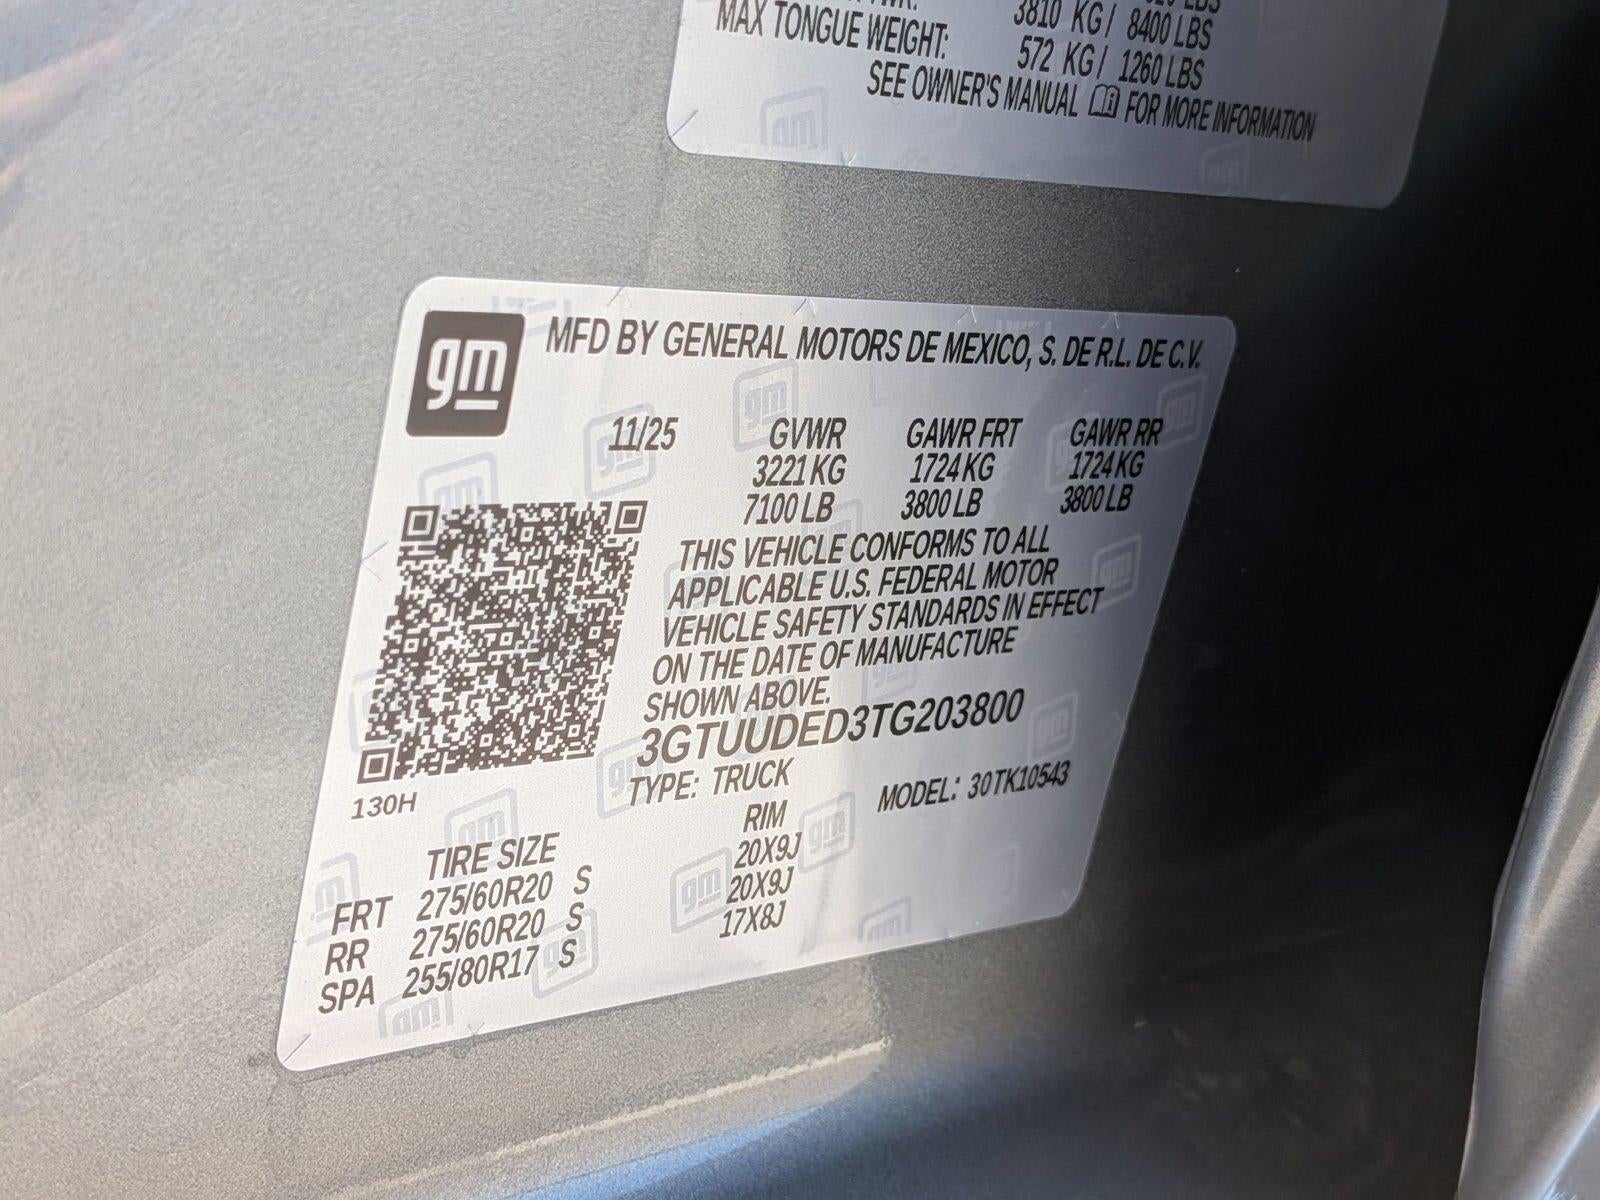 3810 KG / 8400 LBS
MAX TONGUE WEIGHT: 572 KG / 1260 LBS
SEE OWNER'S MANUAL FOR MORE INFORMATION
gm MFD BY GENERAL MOTORS DE MEXICO, S. DE R.L. DE C.V.
11/25 GVWR GAWR FRT GAWR RR
3221 KG 1724 KG 1724 KG
7100 LB 3800 LB 3800 LB
THIS VEHICLE CONFORMS TO ALL
APPLICABLE U.S. FEDERAL MOTOR
VEHICLE SAFETY STANDARDS IN EFFECT
ON THE DATE OF MANUFACTURE
SHOWN ABOVE.
3GTUUDED3TG203800
TYPE: TRUCK MODEL: 30TK10543
130H
TIRE SIZE RIM
FRT 275/60R20 S 20X9J
RR 275/60R20 S 20X9J
SPA 255/80R17 S 17X8J